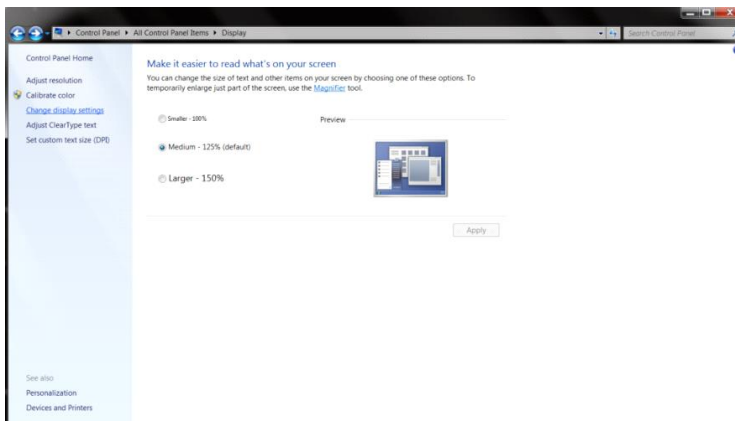 Control Panel ▸ All Control Panel Items ▸ Display
Search Control Panel
Control Panel Home
Adjust resolution
Calibrate color
Change display settings
Adjust ClearType text
Set custom text size (DPI)
Make it easier to read what's on your screen
You can change the size of text and other items on your screen by choosing one of these options. To
temporarily enlarge just part of the screen, use the Magnifier tool.
Smaller - 100%
Preview
Medium - 125% (default)
Larger - 150%
Apply
See also
Personalization
Devices and Printers